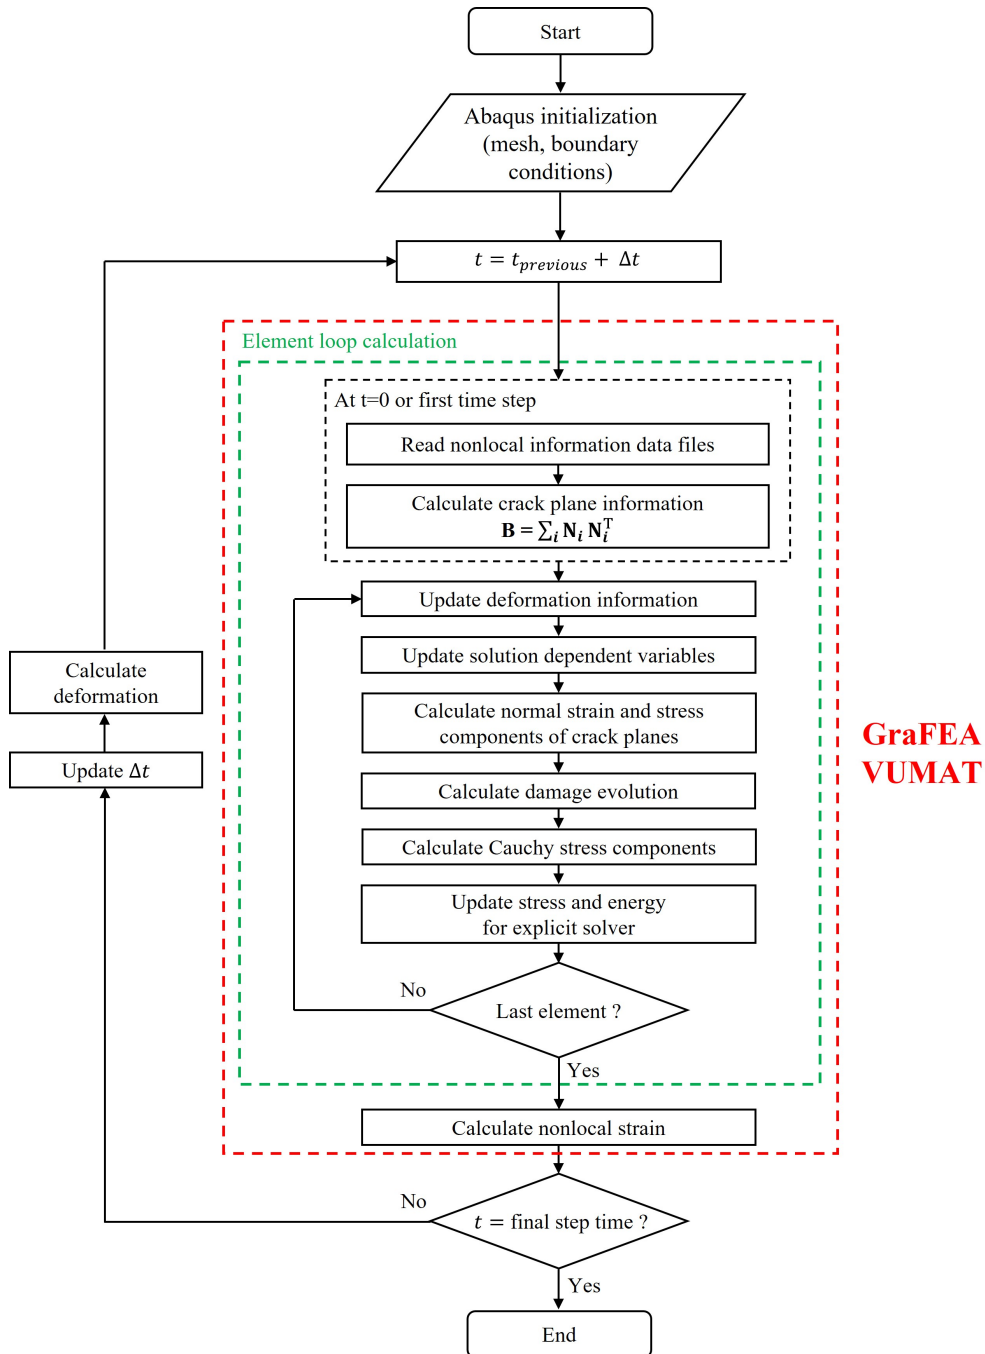 Start
Abaqus initialization
(mesh, boundary
conditions)
t = t_previous + Δt
Element loop calculation
At t=0 or first time step
Read nonlocal information data files
Calculate crack plane information
B = ∑_i N_i N_i^T
Update deformation information
Update solution dependent variables
Calculate normal strain and stress
components of crack planes
Calculate damage evolution
Calculate Cauchy stress components
Update stress and energy
for explicit solver
No
Last element ?
Yes
Calculate nonlocal strain
No
t = final step time ?
Yes
End
Calculate
deformation
Update Δt
GraFEA
VUMAT